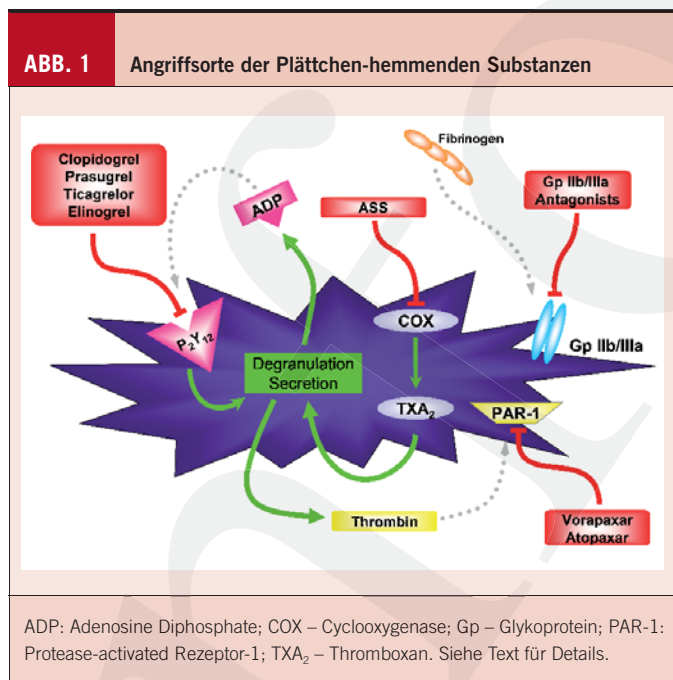 ABB. 1
Angriffsorte der Plättchen-hemmenden Substanzen
Clopidogrel
Prasugrel
Ticagrelor
Elinogrel
ADP
ASS
Fibrinogen
Gp IIb/IIIa
Antagonists
P₂Y₁₂
COX
Gp IIb/IIIa
Degranulation
Secretion
TXA₂
PAR-1
Thrombin
Vorapaxar
Atopaxar
ADP: Adenosine Diphosphate; COX – Cyclooxygenase; Gp – Glykoprotein; PAR-1:
Protease-activated Rezeptor-1; TXA₂ – Thromboxan. Siehe Text für Details.